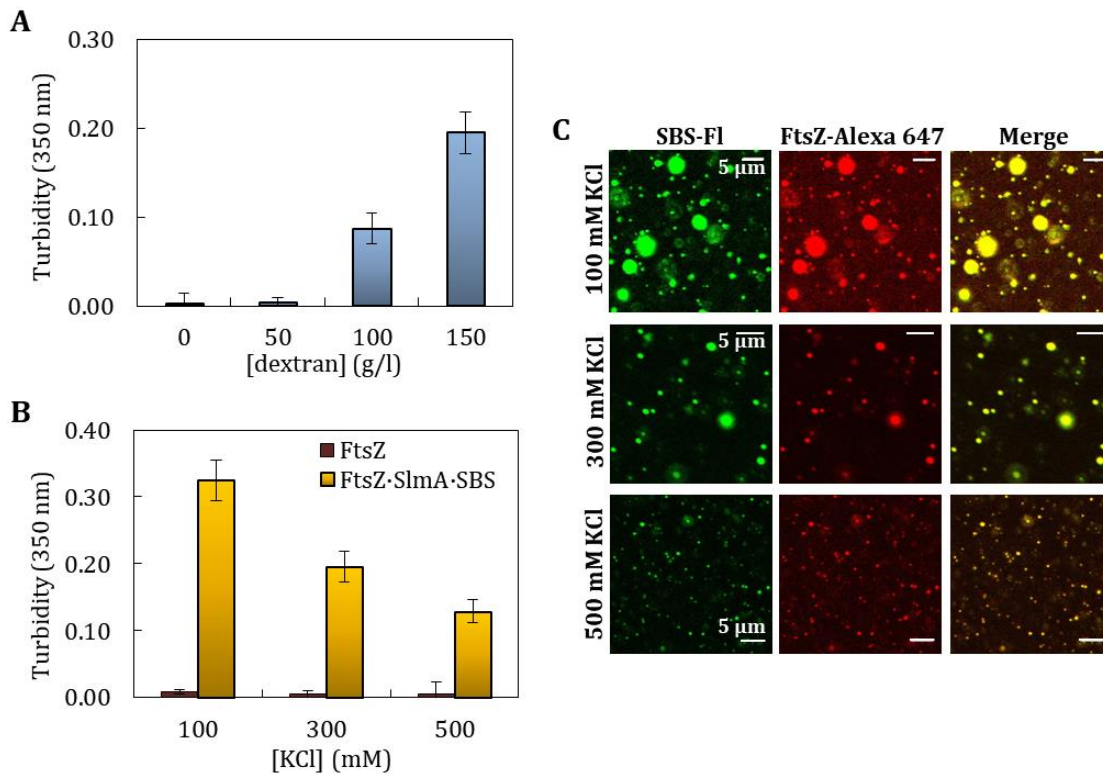 A
Turbidity (350 nm)
0.30
0.20
0.10
0.00
0 50 100 150
[dextran] (g/l)
B
Turbidity (350 nm)
0.40
0.30
0.20
0.10
0.00
FtsZ
FtsZ·SlmA·SBS
100 300 500
[KCl] (mM)
C
SBS-Fl FtsZ-Alexa 647 Merge
100 mM KCl
5 µm
300 mM KCl
5 µm
500 mM KCl
5 µm